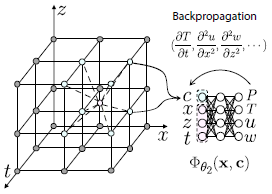 z
Backpropagation
(∂T/∂t, ∂²u/∂x², ∂²w/∂z², ⋯)
c P
x x T
z u
t w
t
Φ_θ₂(x, c)